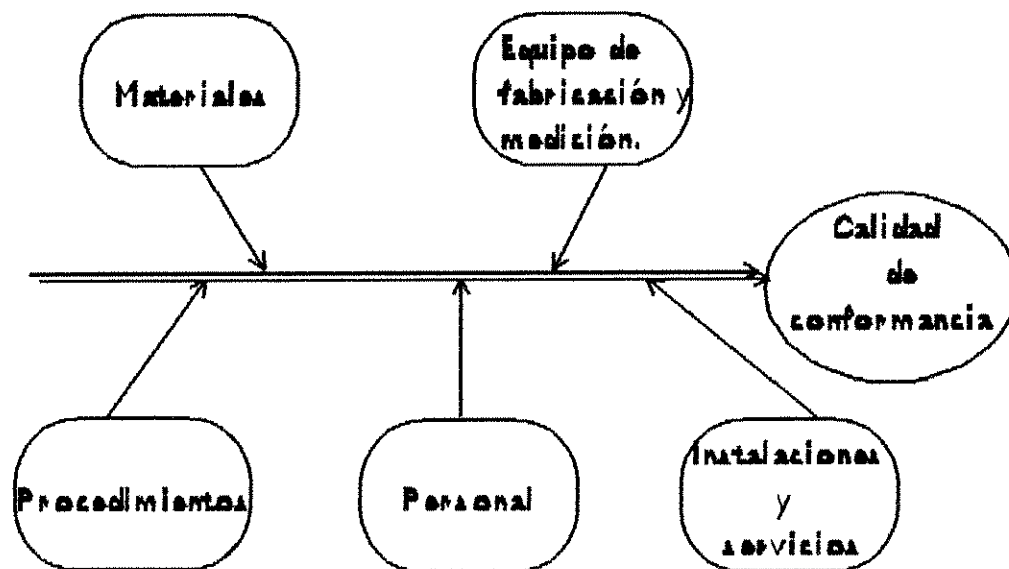 Materiales
Equipo de
fabricación y
medición.
Calidad
de
conformancia
Procedimientos
Personal
Instalaciones
y
servicios